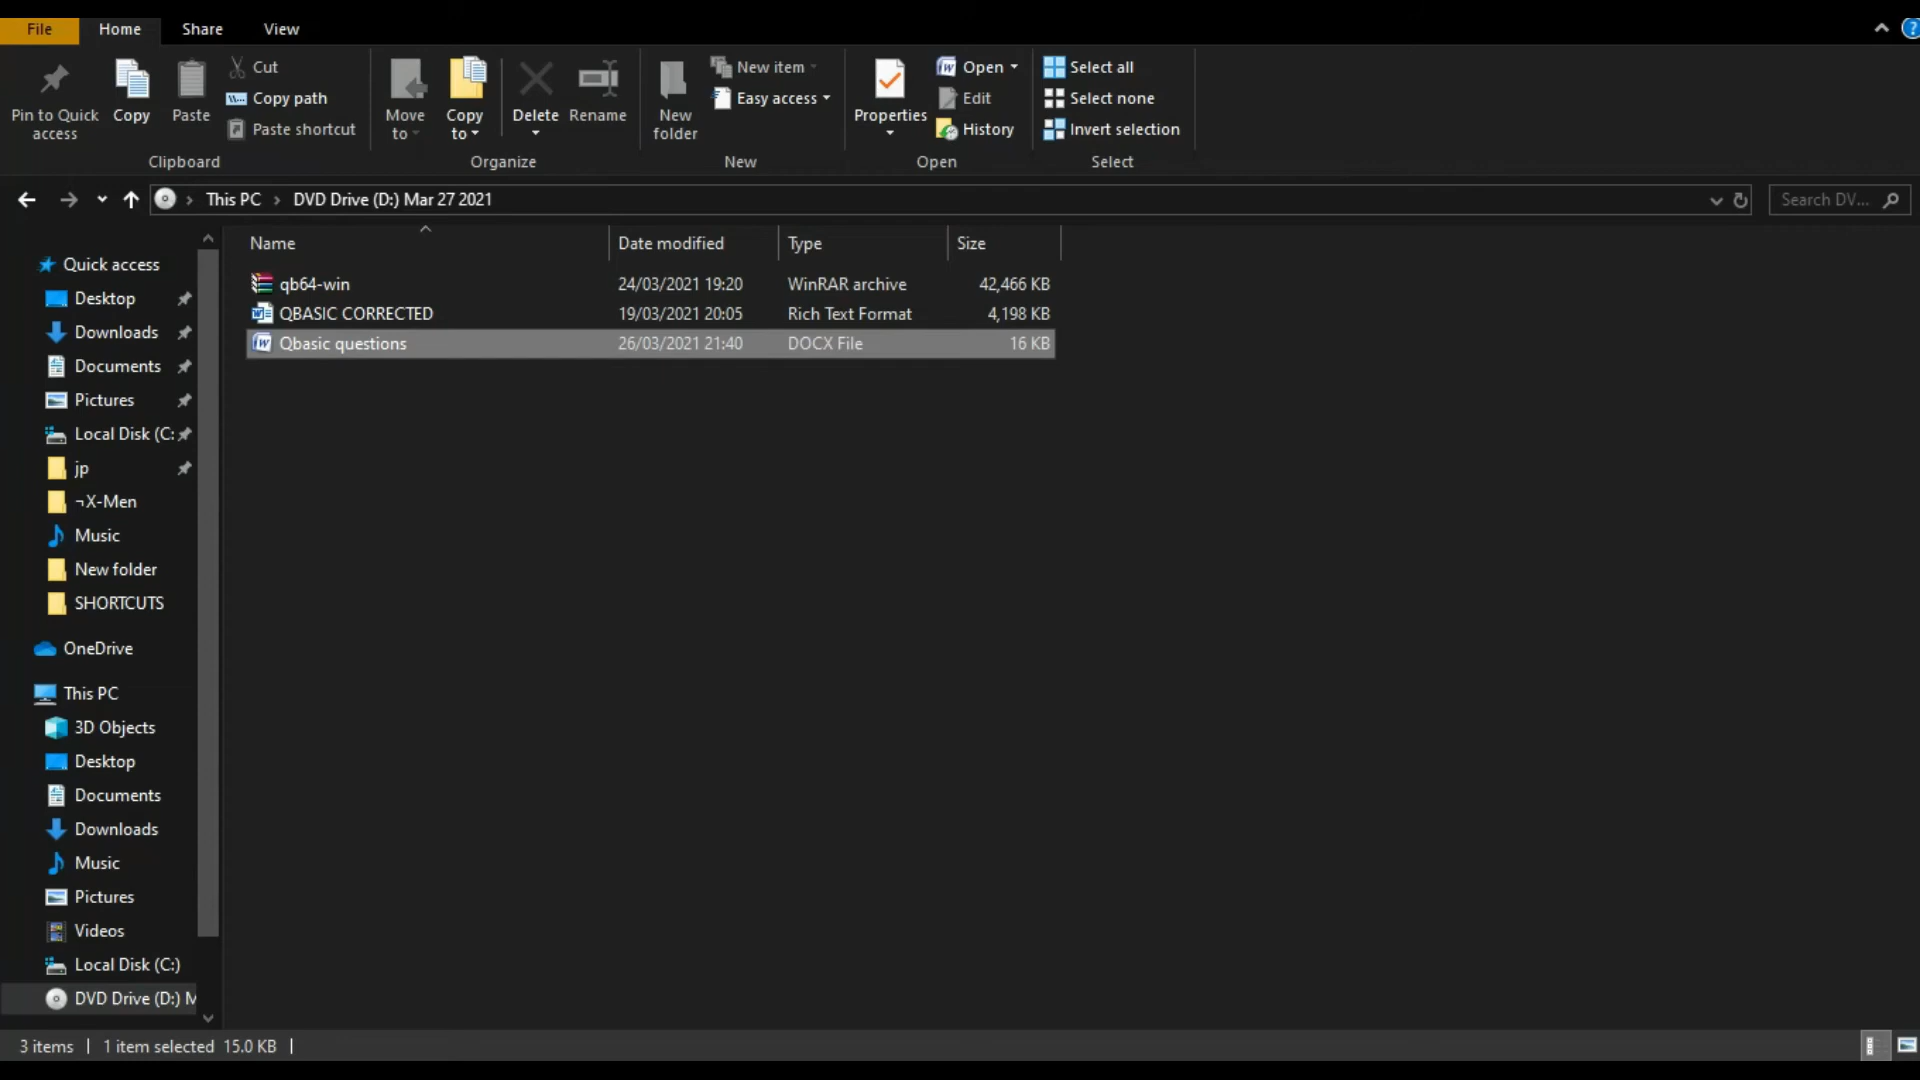 File Home Share View
Pin to Quick access
Copy
Paste
Cut
Copy path
Paste shortcut
Clipboard
Move to
Copy to
Delete
Rename
Organize
New folder
New item
Easy access
New
Properties
Open
Edit
History
Open
Select all
Select none
Invert selection
Select
This PC > DVD Drive (D:) Mar 27 2021
Search DV...
Name Date modified Type Size
qb64-win 24/03/2021 19:20 WinRAR archive 42,466 KB
QBASIC CORRECTED 19/03/2021 20:05 Rich Text Format 4,198 KB
Qbasic questions 26/03/2021 21:40 DOCX File 16 KB
Quick access
Desktop
Downloads
Documents
Pictures
Local Disk (C:
jp
¬X-Men
Music
New folder
SHORTCUTS
OneDrive
This PC
3D Objects
Desktop
Documents
Downloads
Music
Pictures
Videos
Local Disk (C:)
DVD Drive (D:) M
3 items | 1 item selected 15.0 KB |